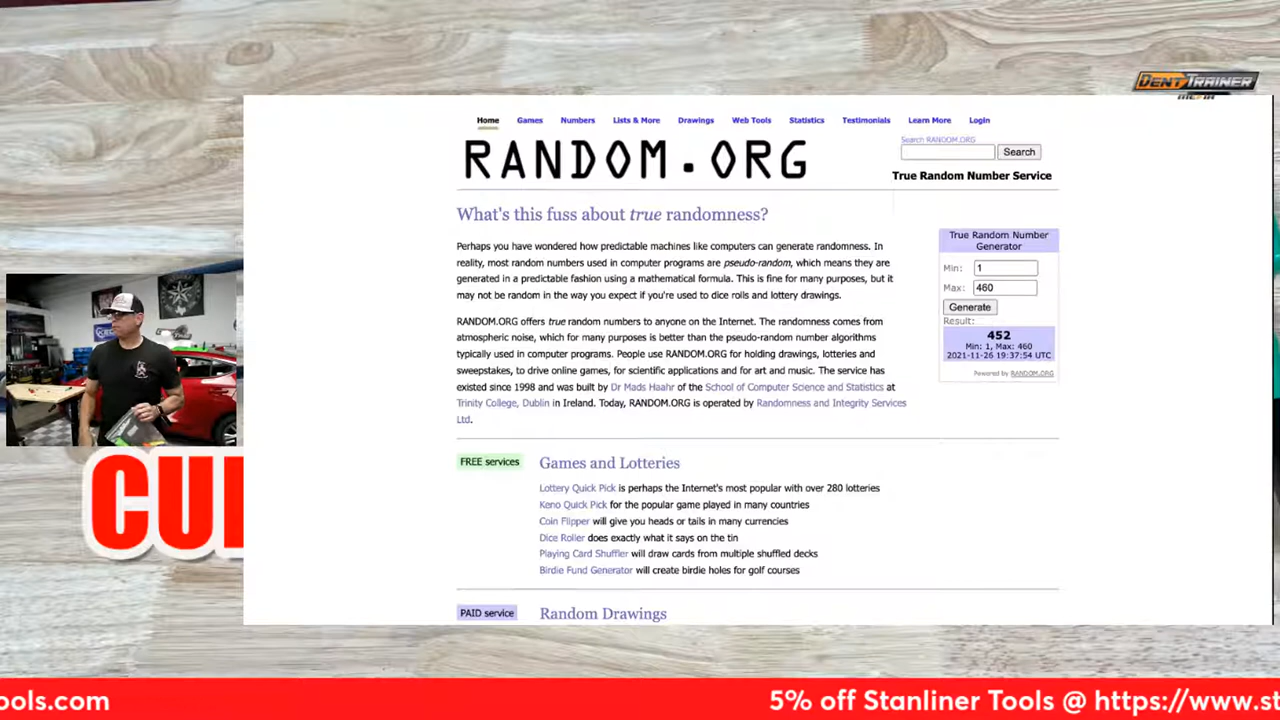 DENT TRAINER
MEDIA
Home Games Numbers Lists & More Drawings Web Tools Statistics Testimonials Learn More Login
RANDOM.ORG
Search RANDOM.ORG
Search
True Random Number Service
What's this fuss about true randomness?
Perhaps you have wondered how predictable machines like computers can generate randomness. In
reality, most random numbers used in computer programs are pseudo-random, which means they are
generated in a predictable fashion using a mathematical formula. This is fine for many purposes, but it
may not be random in the way you expect if you're used to dice rolls and lottery drawings.
RANDOM.ORG offers true random numbers to anyone on the Internet. The randomness comes from
atmospheric noise, which for many purposes is better than the pseudo-random number algorithms
typically used in computer programs. People use RANDOM.ORG for holding drawings, lotteries and
sweepstakes, to drive online games, for scientific applications and for art and music. The service has
existed since 1998 and was built by Dr Mads Haahr of the School of Computer Science and Statistics at
Trinity College, Dublin in Ireland. Today, RANDOM.ORG is operated by Randomness and Integrity Services
Ltd.
True Random Number
Generator
Min: 1
Max: 460
Generate
Result:
452
Min: 1, Max: 460
2021-11-26 19:37:54 UTC
Powered by RANDOM.ORG
FREE services
Games and Lotteries
Lottery Quick Pick is perhaps the Internet's most popular with over 280 lotteries
Keno Quick Pick for the popular game played in many countries
Coin Flipper will give you heads or tails in many currencies
Dice Roller does exactly what it says on the tin
Playing Card Shuffler will draw cards from multiple shuffled decks
Birdie Fund Generator will create birdie holes for golf courses
PAID service
Random Drawings
CU
ools.com
5% off Stanliner Tools @ https://www.st